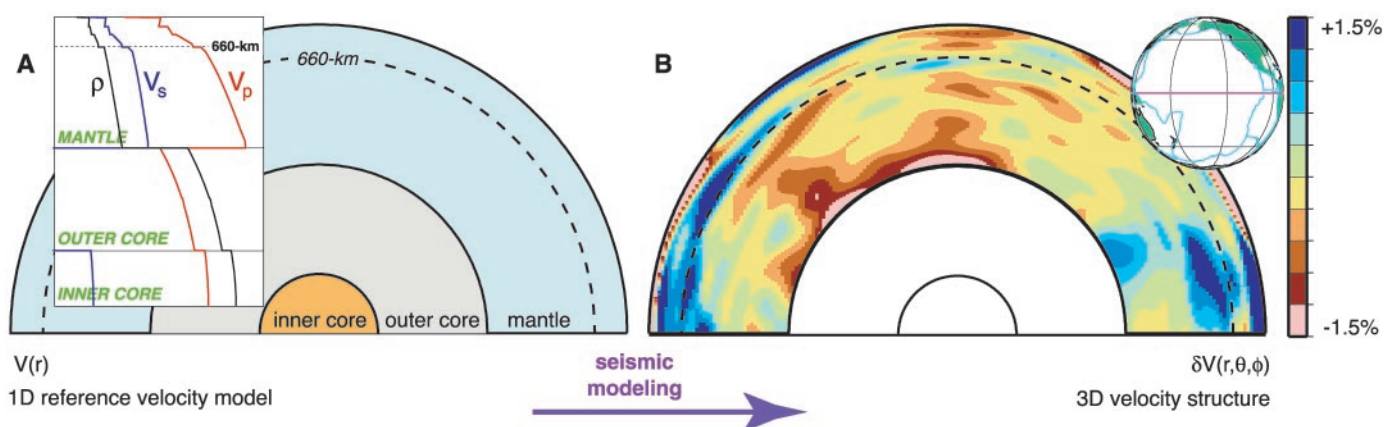 A
660-km
ρ
Vs
Vp
MANTLE
OUTER CORE
INNER CORE
660-km
inner core
outer core
mantle
V(r)
1D reference velocity model
seismic
modeling
B
+1.5%
-1.5%
δV(r,θ,ϕ)
3D velocity structure